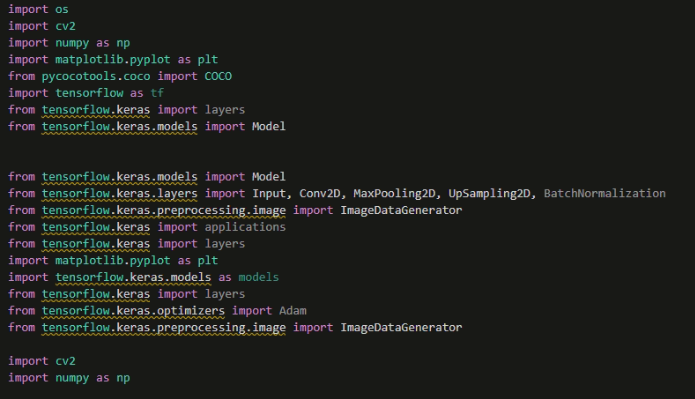 import os
import cv2
import numpy as np
import matplotlib.pyplot as plt
from pycocotools.coco import COCO
import tensorflow as tf
from tensorflow.keras import layers
from tensorflow.keras.models import Model
from tensorflow.keras.models import Model
from tensorflow.keras.layers import Input, Conv2D, MaxPooling2D, UpSampling2D, BatchNormalization
from tensorflow.keras.preprocessing.image import ImageDataGenerator
from tensorflow.keras import applications
from tensorflow.keras import layers
import matplotlib.pyplot as plt
import tensorflow.keras.models as models
from tensorflow.keras import layers
from tensorflow.keras.optimizers import Adam
from tensorflow.keras.preprocessing.image import ImageDataGenerator
import cv2
import numpy as np